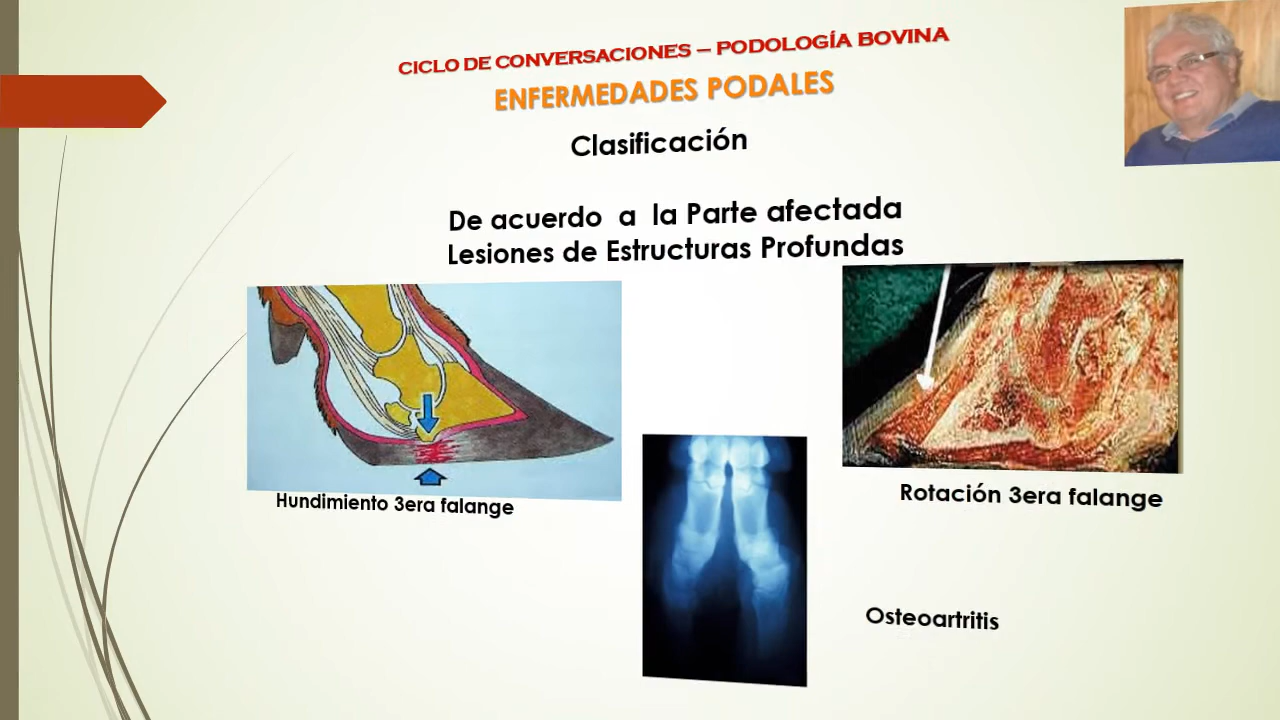 CICLO DE CONVERSACIONES – PODOLOGÍA BOVINA
ENFERMEDADES PODALES
Clasificación
De acuerdo a la Parte afectada
Lesiones de Estructuras Profundas
Hundimiento 3era falange
Rotación 3era falange
Osteoartritis